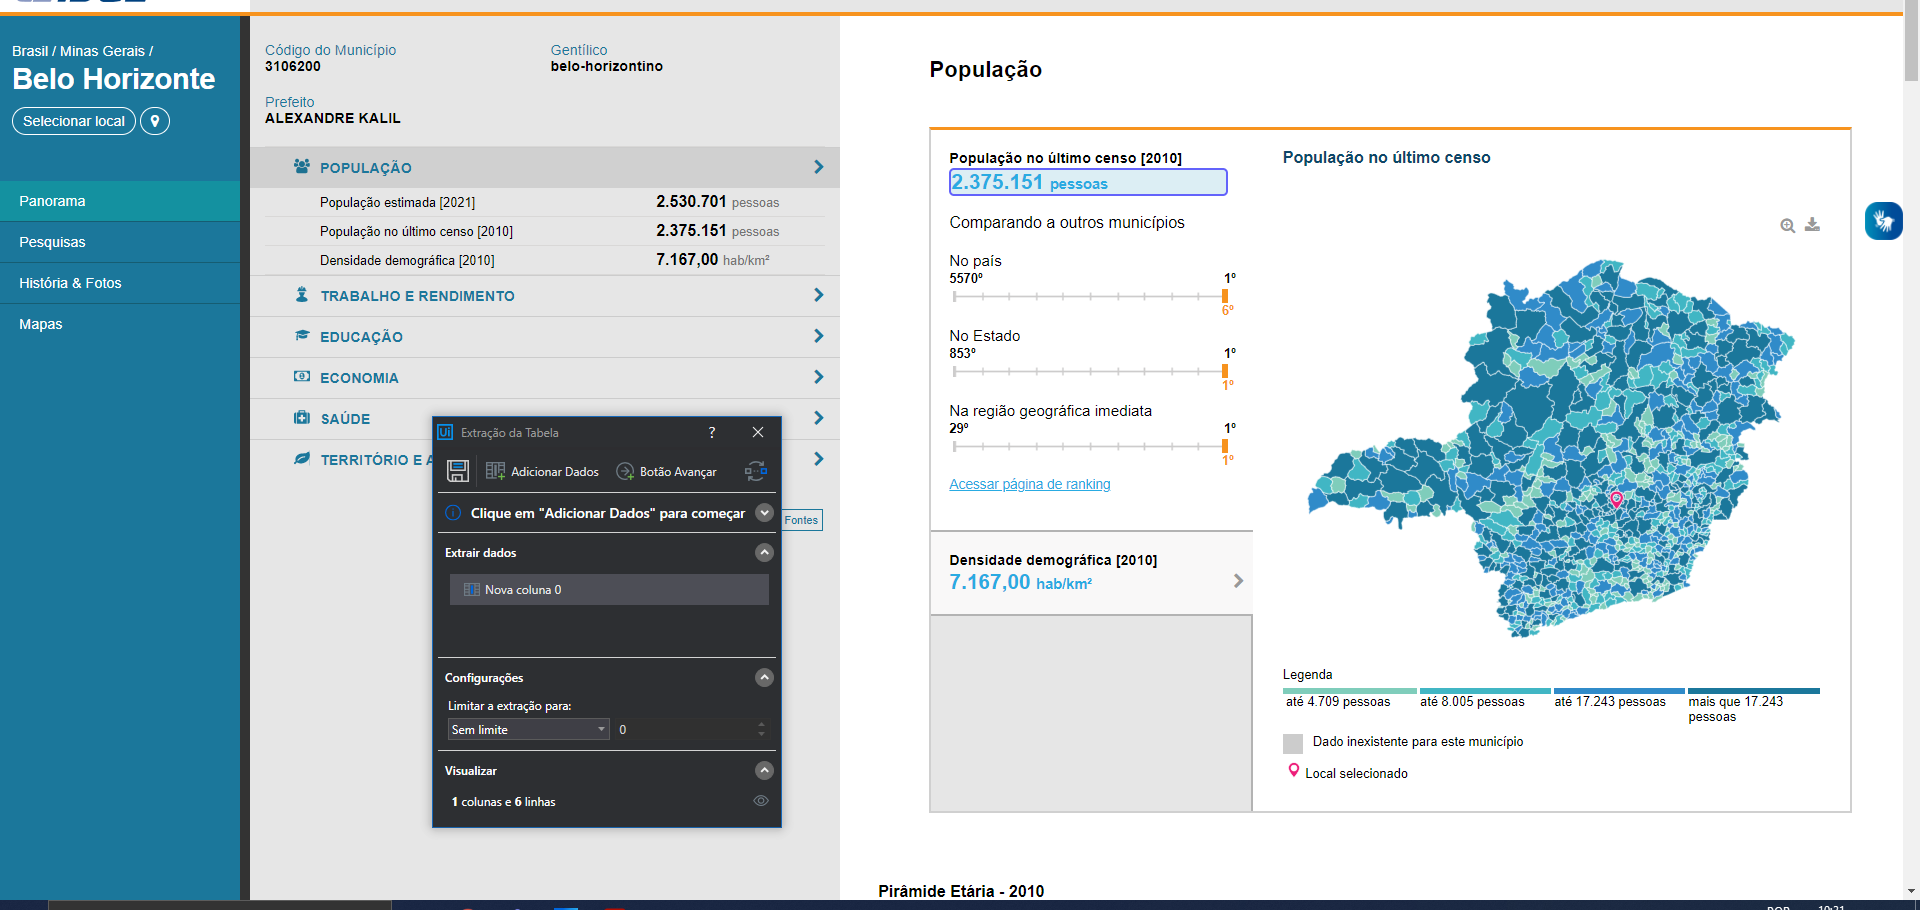 Brasil / Minas Gerais /
Belo Horizonte
Selecionar local
Panorama
Pesquisas
História & Fotos
Mapas
Código do Município
3106200
Gentílico
belo-horizontino
Prefeito
ALEXANDRE KALIL
POPULAÇÃO
População estimada [2021] 2.530.701 pessoas
População no último censo [2010] 2.375.151 pessoas
Densidade demográfica [2010] 7.167,00 hab/km²
TRABALHO E RENDIMENTO
EDUCAÇÃO
ECONOMIA
SAÚDE
TERRITÓRIO E A
Fontes
Ui Extração da Tabela ?
Adicionar Dados
Botão Avançar
Clique em "Adicionar Dados" para começar
Extrair dados
Nova coluna 0
Configurações
Limitar a extração para:
Sem limite 0
Visualizar
1 colunas e 6 linhas
População
População no último censo [2010]
2.375.151 pessoas
Comparando a outros municípios
No país
5570º 1º
6º
No Estado
853º 1º
1º
Na região geográfica imediata
29º 1º
1º
Acessar página de ranking
Densidade demográfica [2010]
7.167,00 hab/km²
População no último censo
Legenda
até 4.709 pessoas
até 8.005 pessoas
até 17.243 pessoas
mais que 17.243
pessoas
Dado inexistente para este município
Local selecionado
Pirâmide Etária - 2010